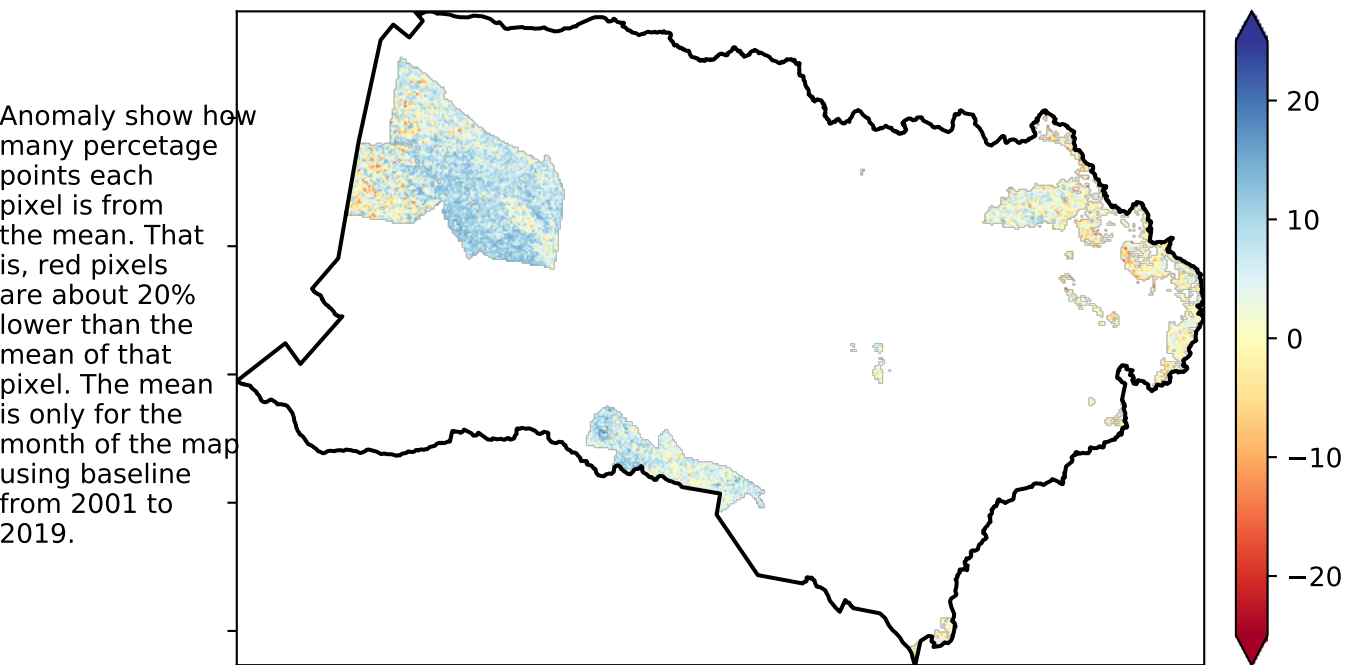 Anomaly show how
many percetage
points each
pixel is from
the mean. That
is, red pixels
are about 20%
lower than the
mean of that
pixel. The mean
is only for the
month of the map
using baseline
from 2001 to
2019.
20
10
0
−10
−20